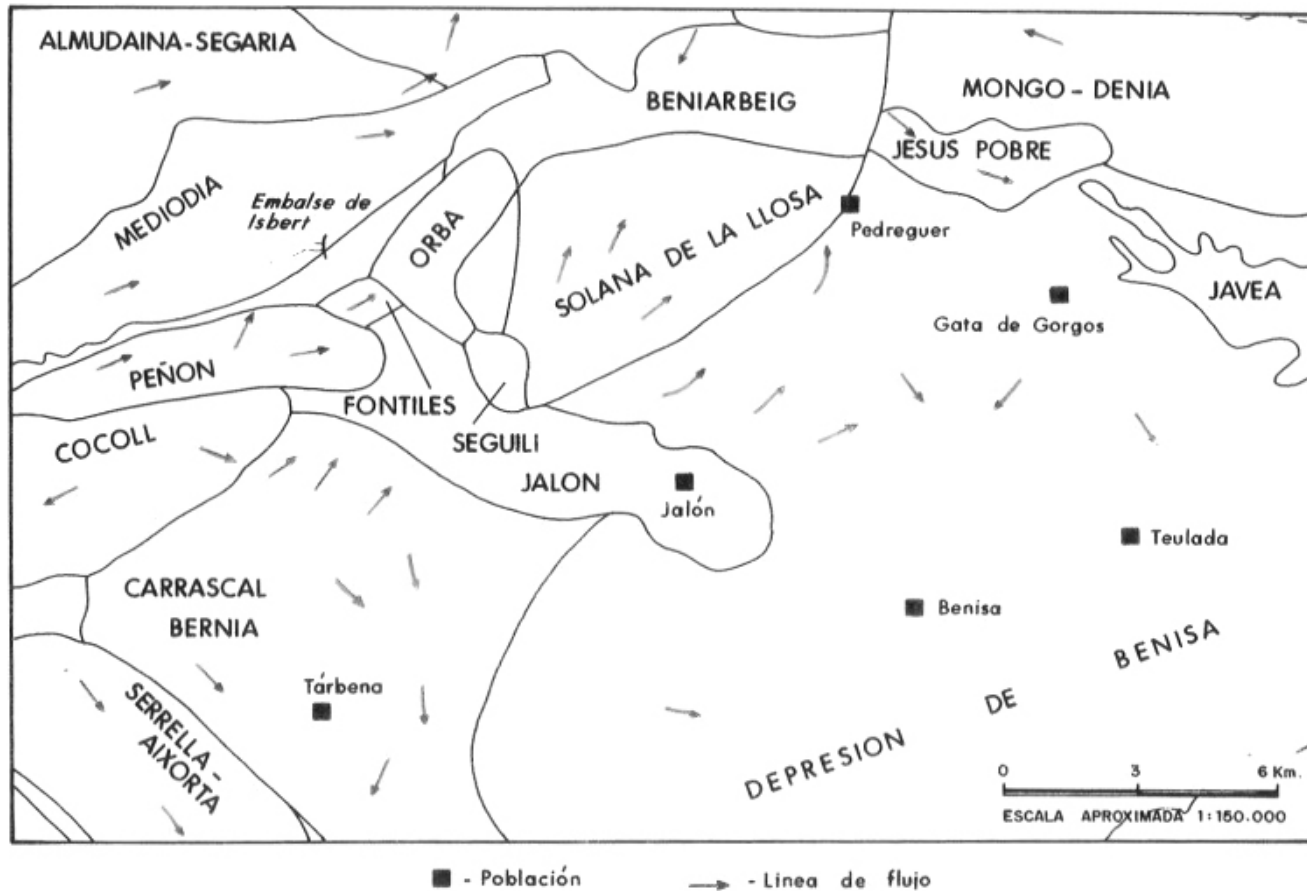 ALMUDAINA-SEGARIA
BENIARBEIG
MONGO - DENIA
JESUS POBRE
MEDIODIA
Embalse de
Isbert
ORBA
SOLANA DE LA LLOSA
Pedreguer
JAVEA
Gata de Gorgos
PEÑON
FONTILES
SEGUILI
COCOLL
JALON
Jalón
Teulada
CARRASCAL
BERNIA
Benisa
Tárbena
SERRELLA-
AIXORTA
DEPRESION DE BENISA
0 3 6 Km.
ESCALA APROXIMADA 1:150.000
- Población
- Linea de flujo